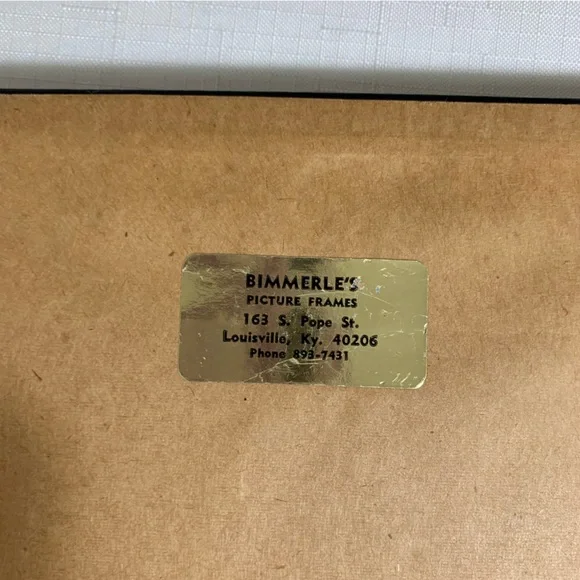 BIMMERLE'S
PICTURE FRAMES
163 S. Pope St.
Louisville, Ky. 40206
Phone 893-7431